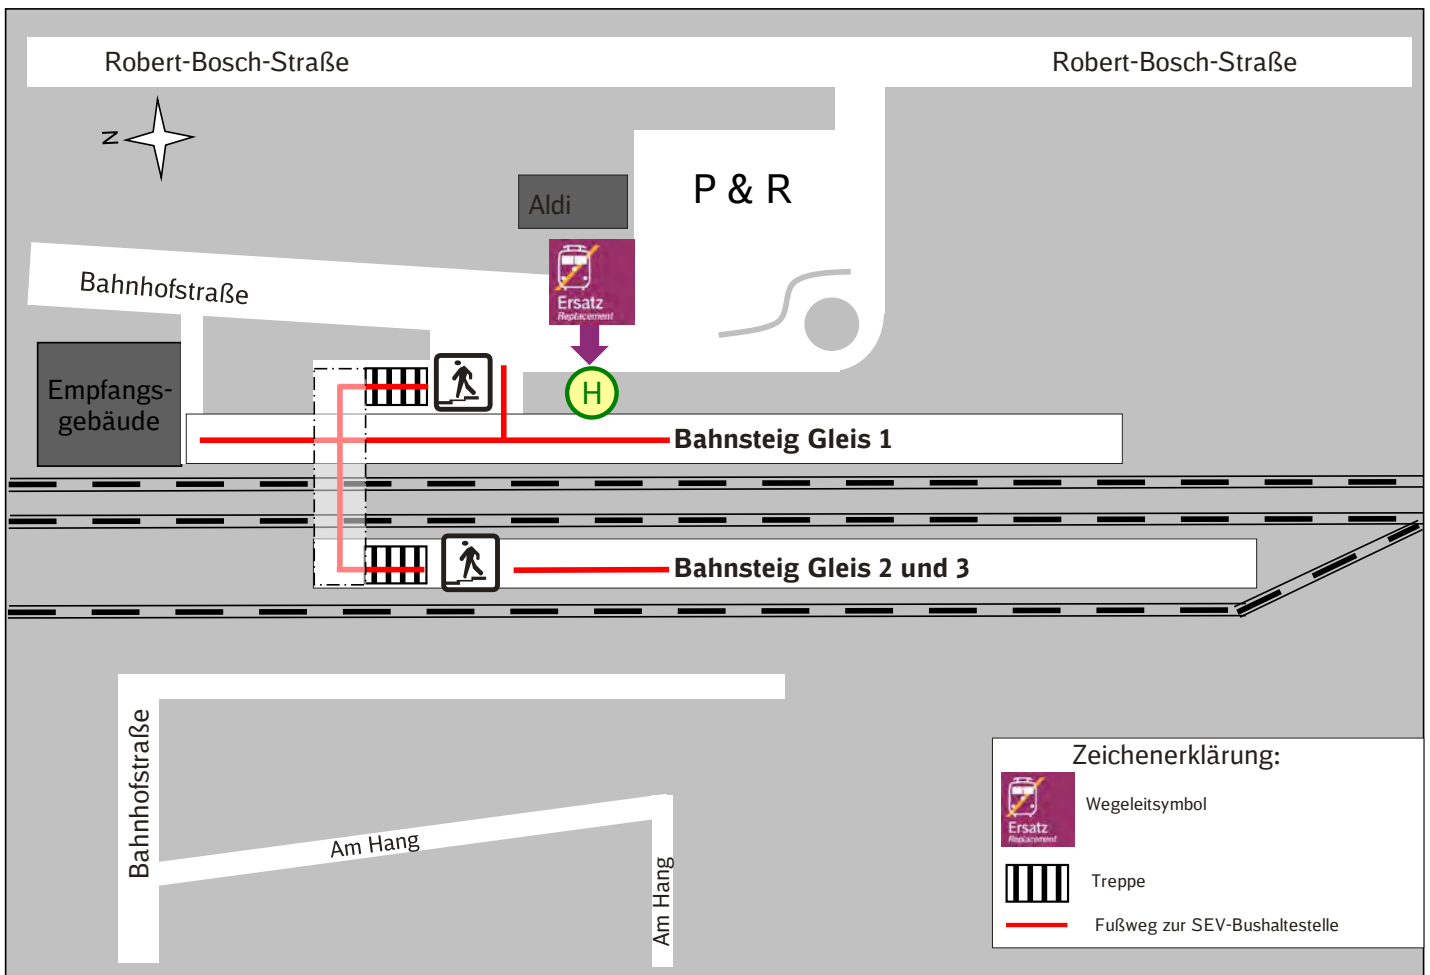 Robert-Bosch-Straße
Robert-Bosch-Straße
N
P & R
Aldi
Ersatz
Replacement
Bahnhofstraße
Empfangs-
gebäude
H
Bahnsteig Gleis 1
Bahnsteig Gleis 2 und 3
Bahnhofstraße
Am Hang
Am Hang
Zeichenerklärung:
Ersatz
Replacement
Wegeleitsymbol
Treppe
Fußweg zur SEV-Bushaltestelle